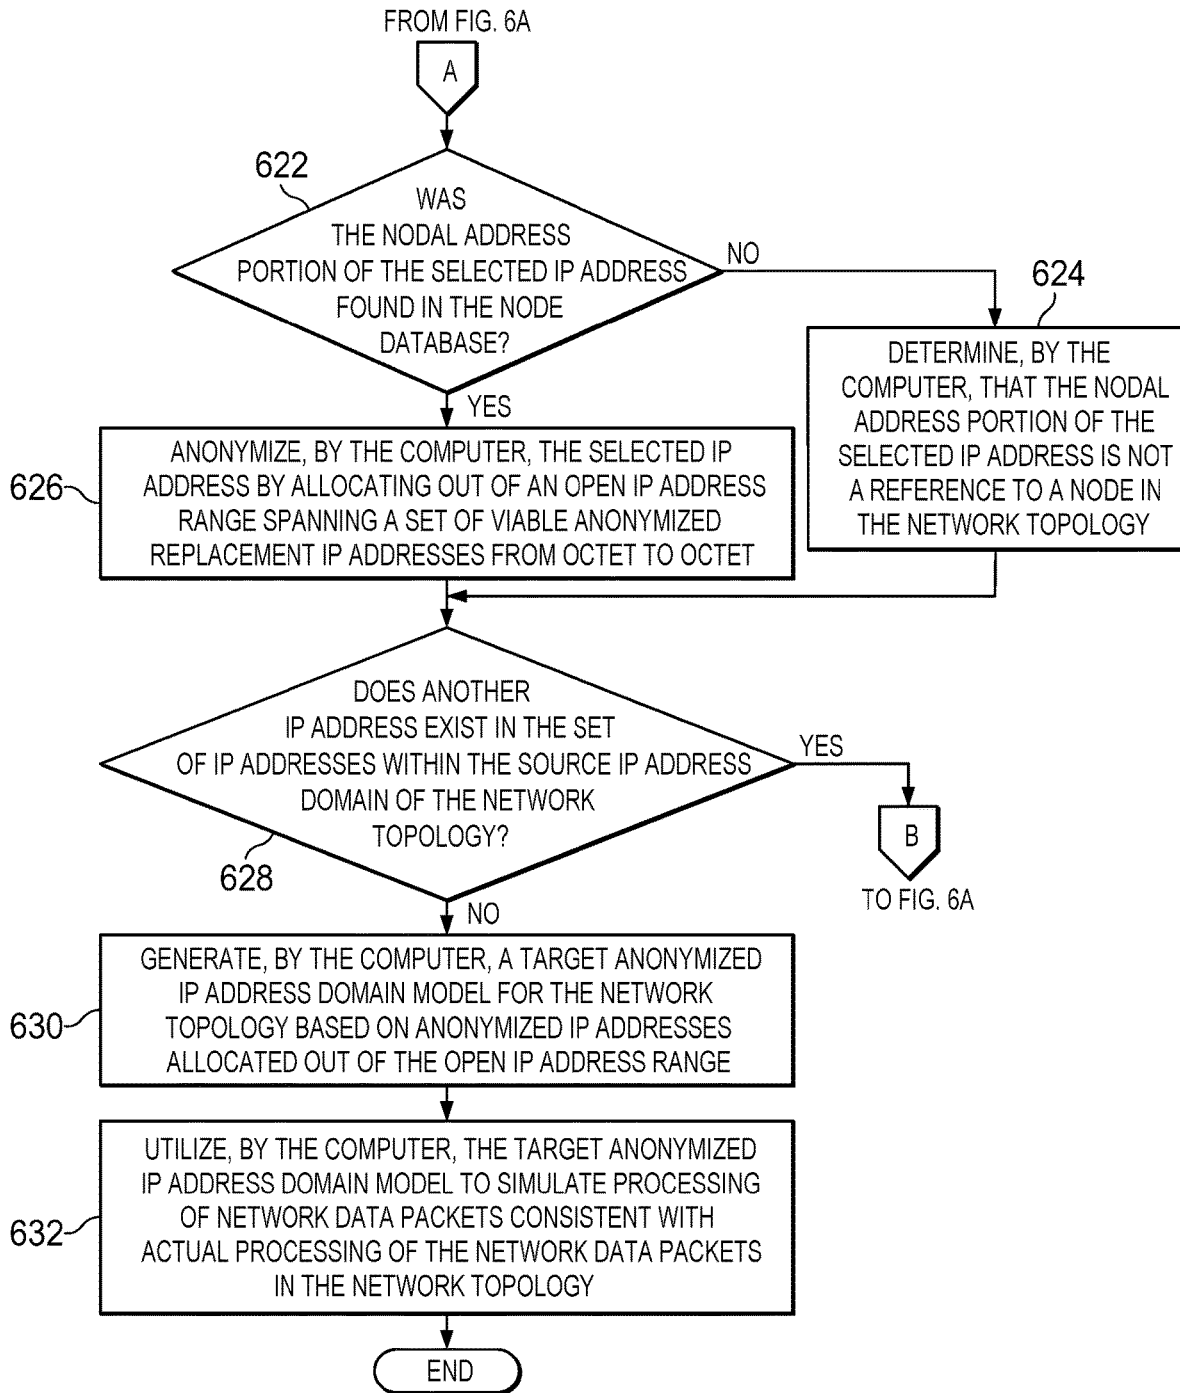 FROM FIG. 6A
A
622
WAS
THE NODAL ADDRESS
PORTION OF THE SELECTED IP ADDRESS
FOUND IN THE NODE
DATABASE?
NO
YES
624
DETERMINE, BY THE
COMPUTER, THAT THE NODAL
ADDRESS PORTION OF THE
SELECTED IP ADDRESS IS NOT
A REFERENCE TO A NODE IN
THE NETWORK TOPOLOGY
626
ANONYMIZE, BY THE COMPUTER, THE SELECTED IP
ADDRESS BY ALLOCATING OUT OF AN OPEN IP ADDRESS
RANGE SPANNING A SET OF VIABLE ANONYMIZED
REPLACEMENT IP ADDRESSES FROM OCTET TO OCTET
DOES ANOTHER
IP ADDRESS EXIST IN THE SET
OF IP ADDRESSES WITHIN THE SOURCE IP ADDRESS
DOMAIN OF THE NETWORK
TOPOLOGY?
628
YES
B
TO FIG. 6A
NO
630
GENERATE, BY THE COMPUTER, A TARGET ANONYMIZED
IP ADDRESS DOMAIN MODEL FOR THE NETWORK
TOPOLOGY BASED ON ANONYMIZED IP ADDRESSES
ALLOCATED OUT OF THE OPEN IP ADDRESS RANGE
632
UTILIZE, BY THE COMPUTER, THE TARGET ANONYMIZED
IP ADDRESS DOMAIN MODEL TO SIMULATE PROCESSING
OF NETWORK DATA PACKETS CONSISTENT WITH
ACTUAL PROCESSING OF THE NETWORK DATA PACKETS
IN THE NETWORK TOPOLOGY
END